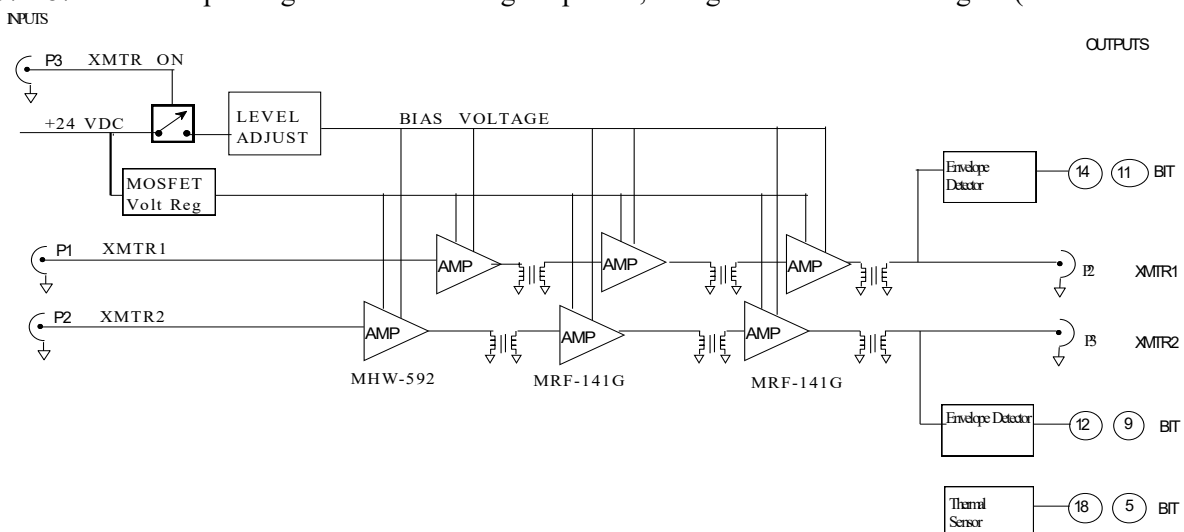 INPUTS
OUTPUTS
P3 XMTR ON
+24 VDC
LEVEL
ADJUST
BIAS VOLTAGE
MOSFET
Volt Reg
Envelope
Detector
14 11 BIT
P1 XMTR1
AMP
AMP
AMP
P2 XMTR1
P2 XMTR2
AMP
AMP
AMP
P3 XMTR2
MHW-592
MRF-141G
MRF-141G
Envelope Detector
12 9 BIT
Thermal
Sensor
18 5 BIT